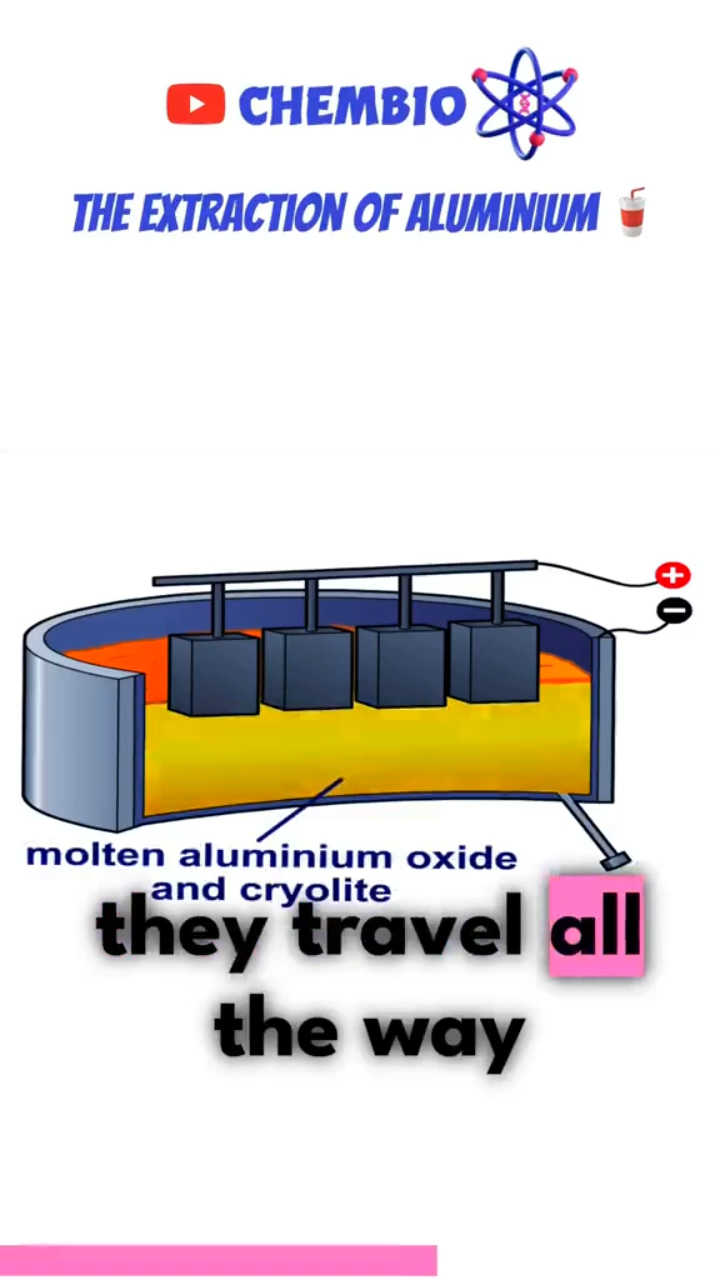 CHEMBIO
THE EXTRACTION OF ALUMINIUM
+
−
molten aluminium oxide
and cryolite
they travel all
the way